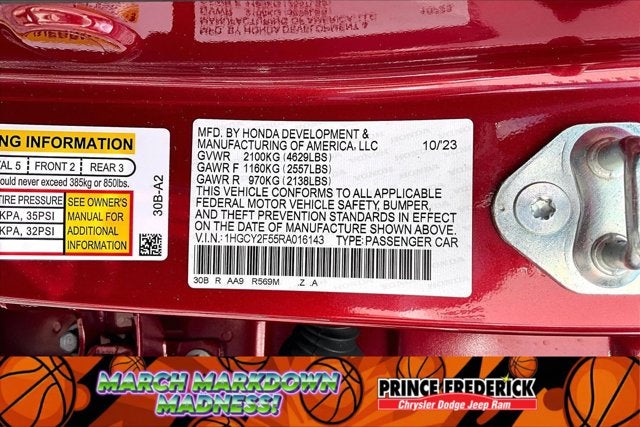 NG INFORMATION
TAL 5 FRONT 2 REAR 3
ould never exceed 385kg or 850lbs.
IRE PRESSURE
KPA, 35PSI
KPA, 32PSI
SEE OWNER'S
MANUAL FOR
ADDITIONAL
INFORMATION
30B-A2
MFD. BY HONDA DEVELOPMENT &
MANUFACTURING OF AMERICA, LLC 10/'23
GVWR 2100KG (4629LBS)
GAWR F 1160KG (2557LBS)
GAWR R 970KG (2138LBS)
THIS VEHICLE CONFORMS TO ALL APPLICABLE
FEDERAL MOTOR VEHICLE SAFETY, BUMPER,
AND THEFT PREVENTION STANDARDS IN EFFECT
ON THE DATE OF MANUFACTURE SHOWN ABOVE.
V.I.N.: 1HGCY2F55RA016143 TYPE: PASSENGER CAR
30B R AA9 R569M .Z .A
MARCH MARKDOWN
MADNESS!
PRINCE FREDERICK
Chrysler Dodge Jeep Ram